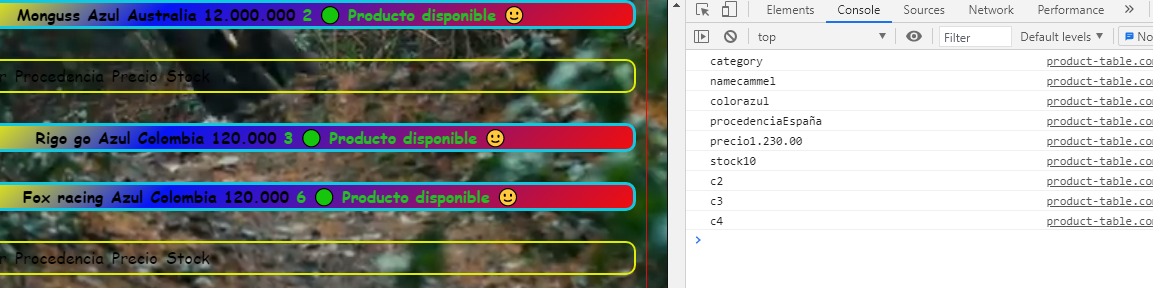 Monguss Azul Australia 12.000.000 2 Producto disponible
r Procedencia Precio Stock
Rigo go Azul Colombia 120.000 3 Producto disponible
Fox racing Azul Colombia 120.000 6 Producto disponible
r Procedencia Precio Stock
Elements Console Sources Network Performance »
top Filter Default levels ▼ No
category product-table.co
namecammel product-table.co
colorazul product-table.co
procedenciaEspaña product-table.co
precio1.230.00 product-table.co
stock10 product-table.co
c2 product-table.co
c3 product-table.co
c4 product-table.co